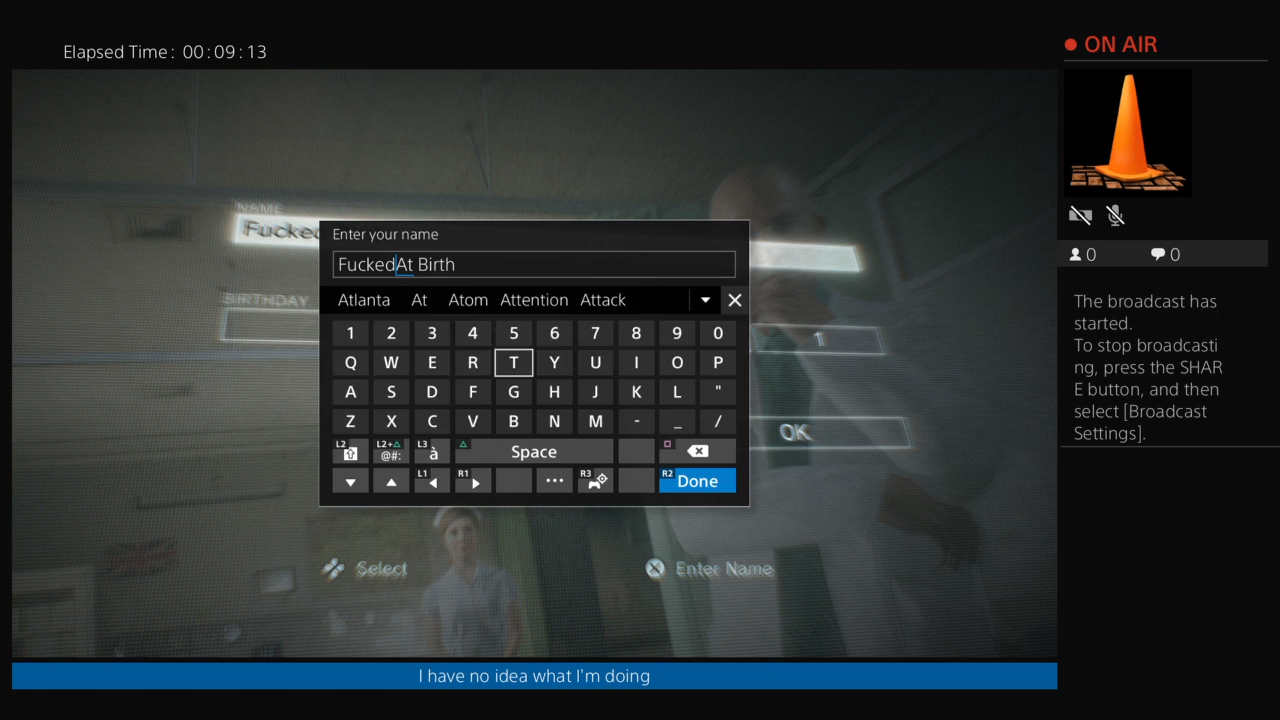 Elapsed Time: 00:09:13
ON AIR
NAME
Fucked
Enter your name
FuckedAt Birth
Atlanta At Atom Attention Attack
1 2 3 4 5 6 7 8 9 0
Q W E R T Y U I O P
A S D F G H J K L "
Z X C V B N M - _ /
L2 L2+△ @#: L3 à △ Space □
L1 R1 ... R3 R2 Done
BIRTHDAY
1
OK
Select
Enter Name
I have no idea what I'm doing
0 0
The broadcast has
started.
To stop broadcasti
ng, press the SHAR
E button, and then
select [Broadcast
Settings].